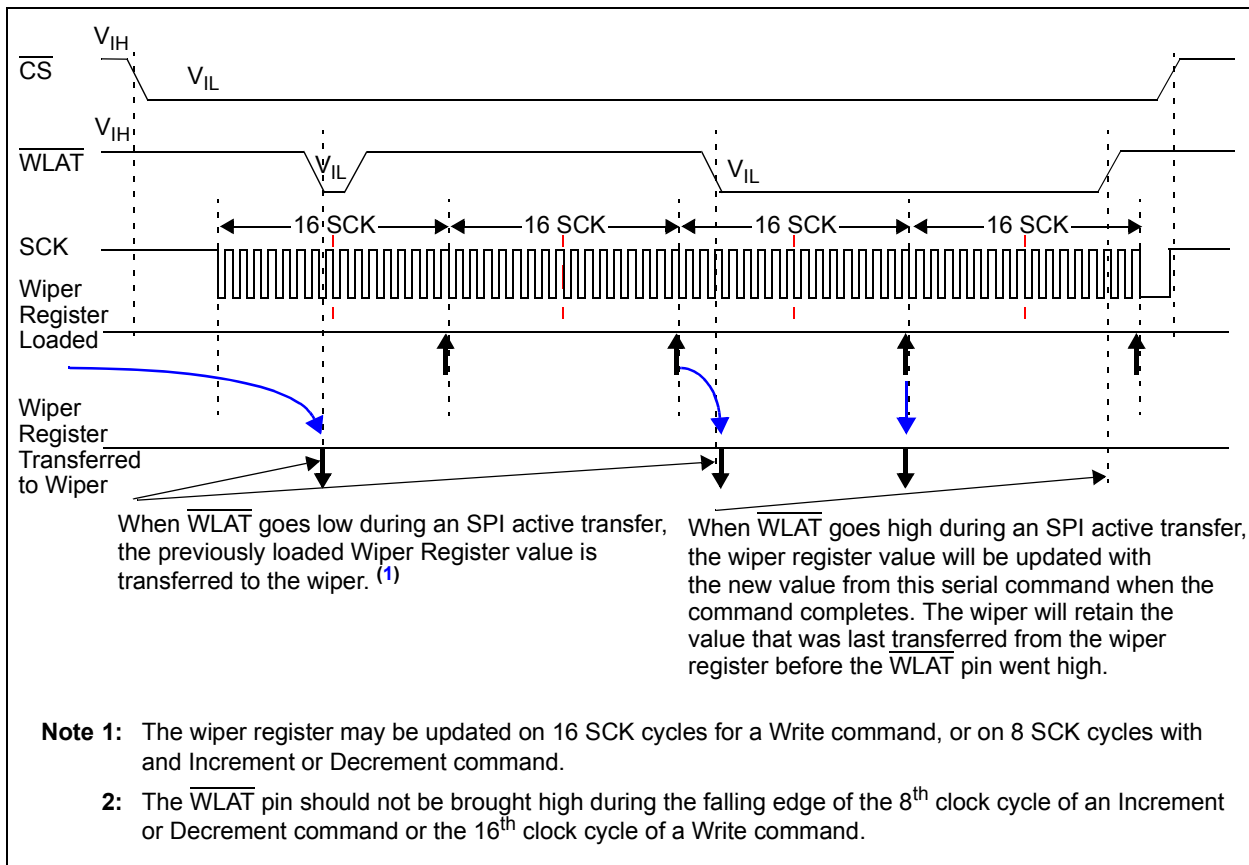 VIH
CS
VIL
VIH
WLAT
VIL
VIL
16 SCK 16 SCK 16 SCK 16 SCK
SCK
Wiper
Register
Loaded
Wiper
Register
Transferred
to Wiper
When WLAT goes low during an SPI active transfer,
the previously loaded Wiper Register value is
transferred to the wiper. (1)
When WLAT goes high during an SPI active transfer,
the wiper register value will be updated with
the new value from this serial command when the
command completes. The wiper will retain the
value that was last transferred from the wiper
register before the WLAT pin went high.
Note 1: The wiper register may be updated on 16 SCK cycles for a Write command, or on 8 SCK cycles with
and Increment or Decrement command.
2: The WLAT pin should not be brought high during the falling edge of the 8th clock cycle of an Increment
or Decrement command or the 16th clock cycle of a Write command.